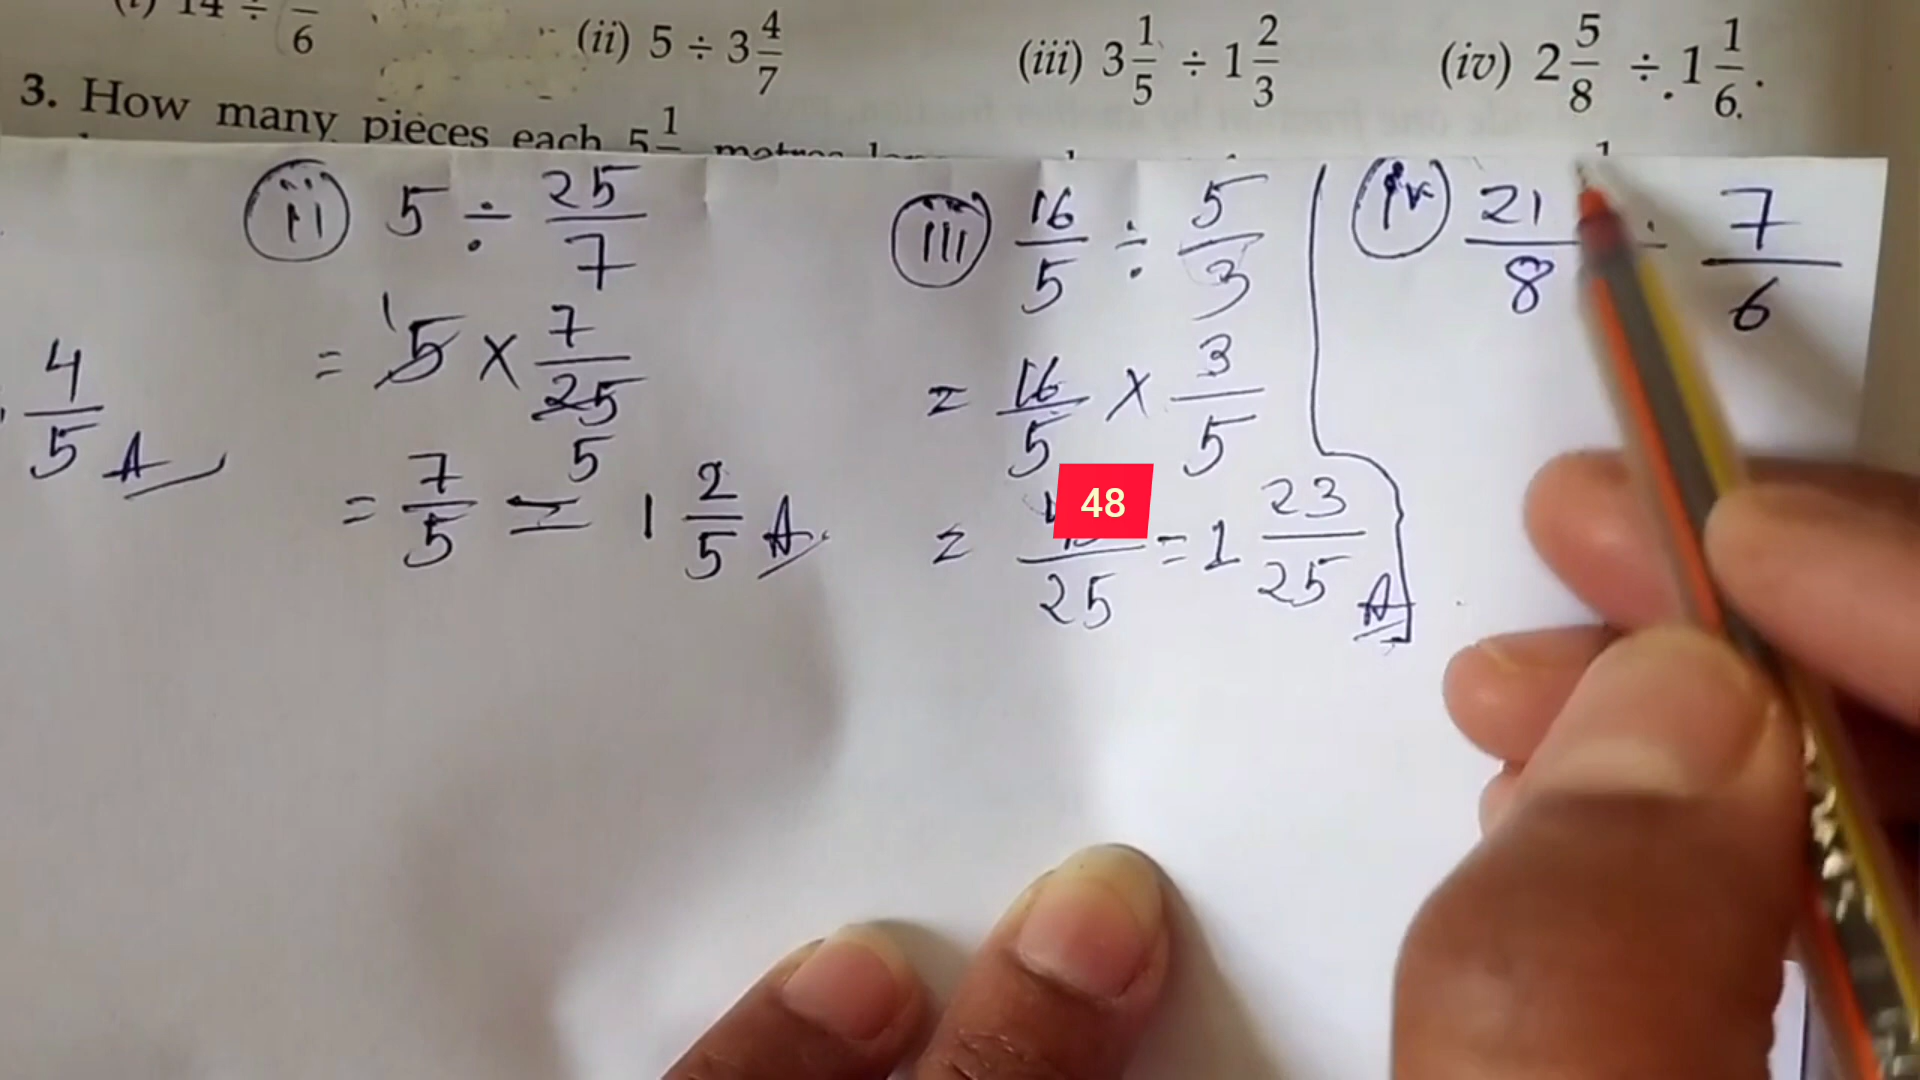 14 ÷ 6 (ii) 5 ÷ 3 4/7 (iii) 3 1/5 ÷ 1 2/3 (iv) 2 5/8 ÷ 1 1/6.
3. How many pieces each 5 1
ii 5 ÷ 25/7
= 5 × 7/25
1 5
= 7/5 = 1 2/5 A
4/5 A
iii 16/5 ÷ 5/3
= 16/5 × 3/5
= 48/25 = 1 23/25 A
iv 21/8 ÷ 7/6